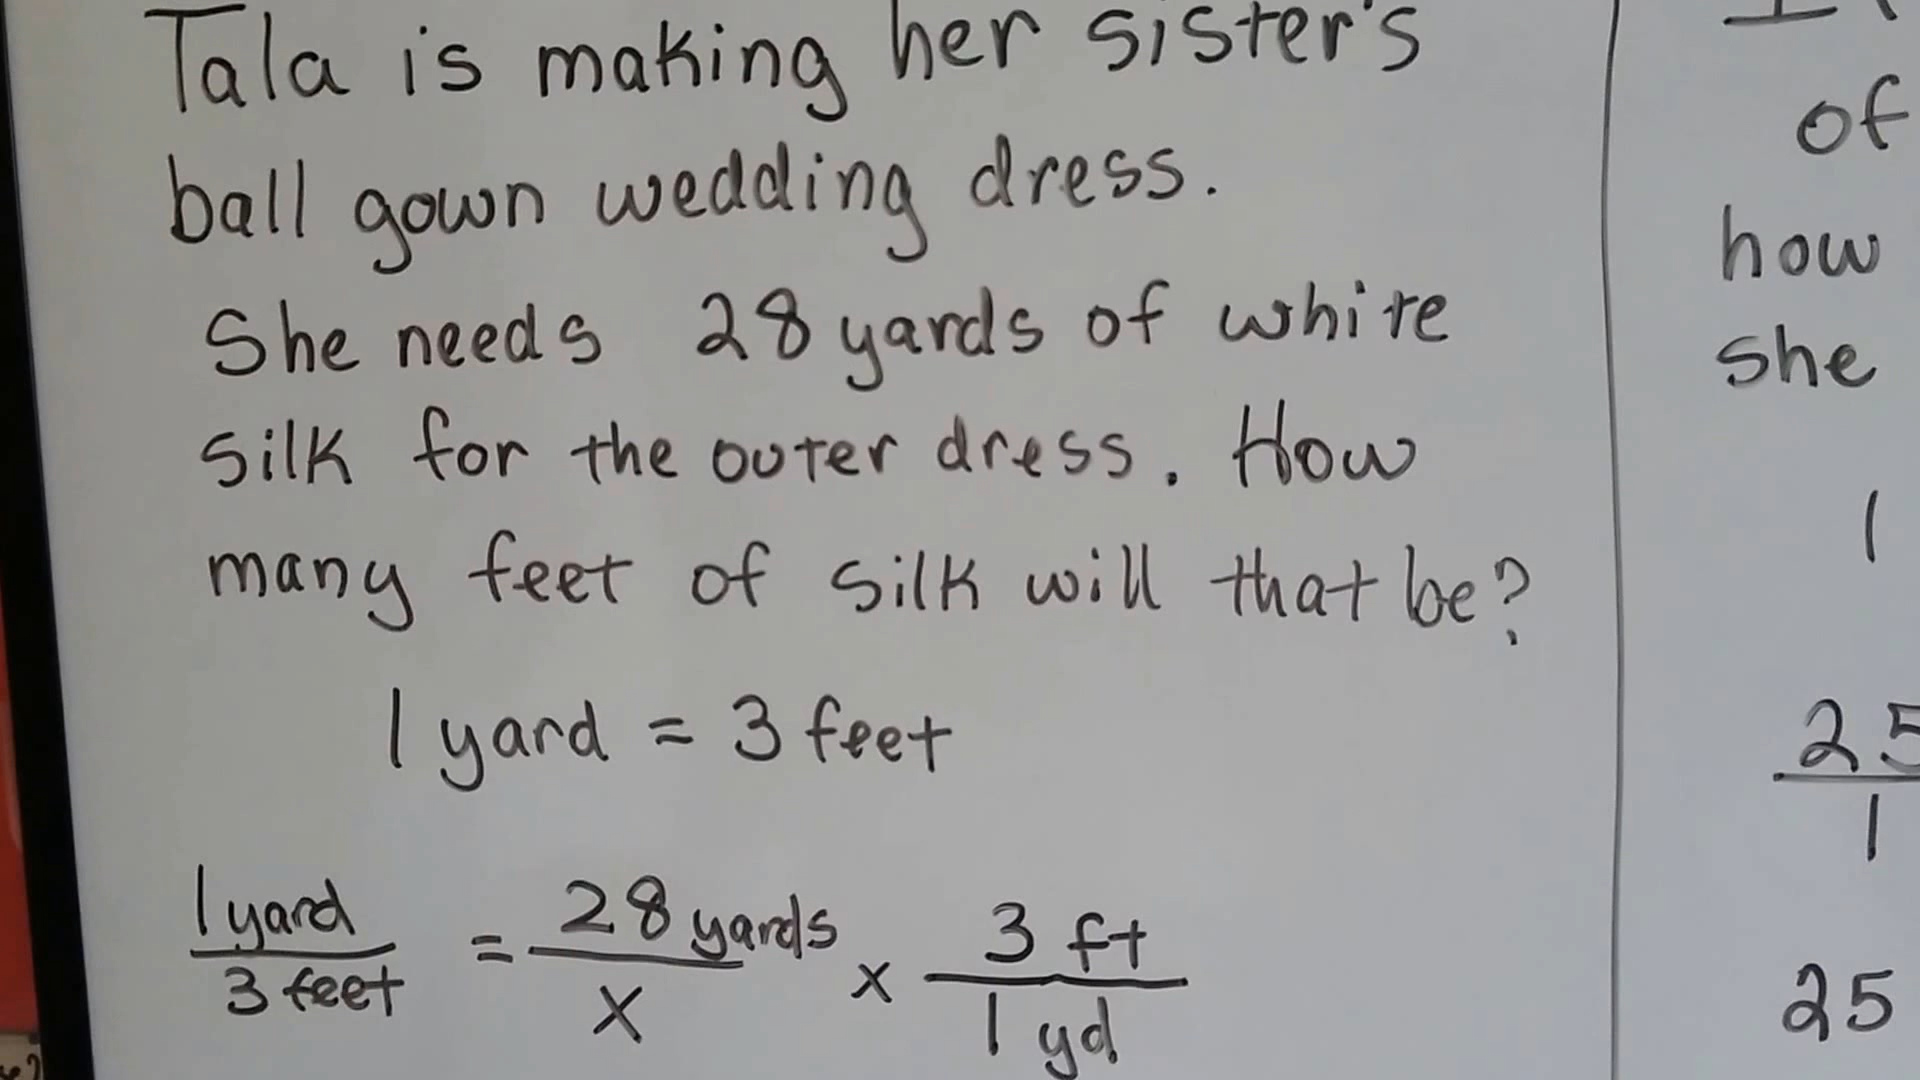 Tala is making her sister's
ball gown wedding dress.
She needs 28 yards of white
silk for the outer dress. How
many feet of silk will that be?
1 yard = 3 feet
1 yard = 28 yards x 3 ft
3 feet X 1 yd
of
how
she
1
25
1
25